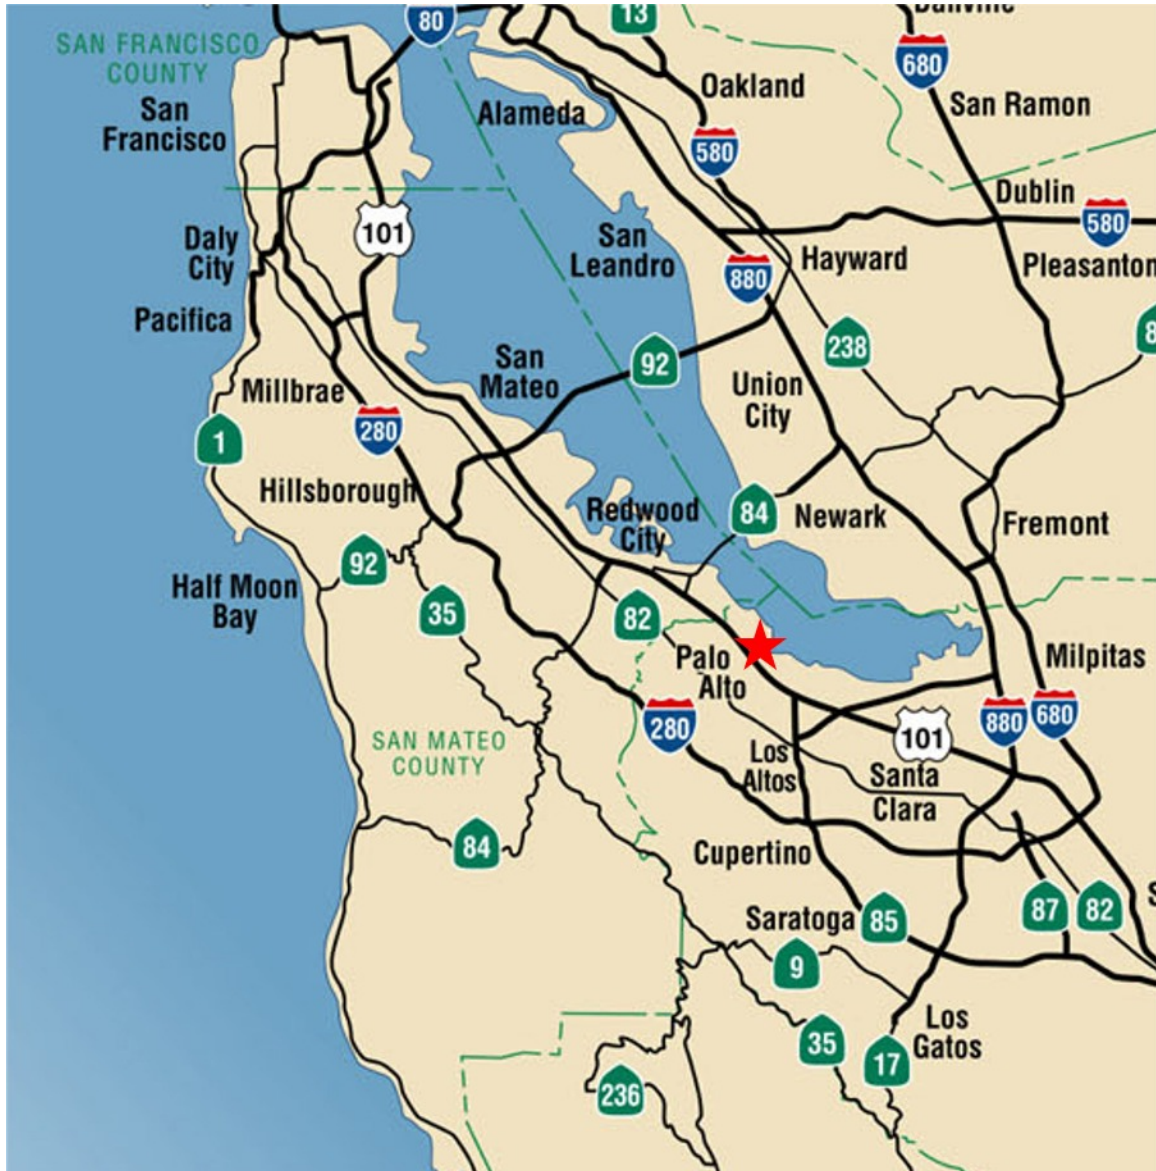 80
13
Danville
SAN FRANCISCO
COUNTY
680
Oakland
San
Francisco
Alameda
San Ramon
580
Dublin
101
580
Daly
City
San
Leandro
Hayward
880
Pleasanton
Pacifica
238
8
San
Mateo
92
Millbrae
Union
City
280
1
Hillsborough
Redwood
City
84
Newark
Fremont
92
Half Moon
Bay
35
82
Palo
Alto
Milpitas
280
880
680
101
SAN MATEO
COUNTY
Los
Altos
Santa
Clara
84
Cupertino
Saratoga
85
87
82
S
9
Los
Gatos
35
17
236